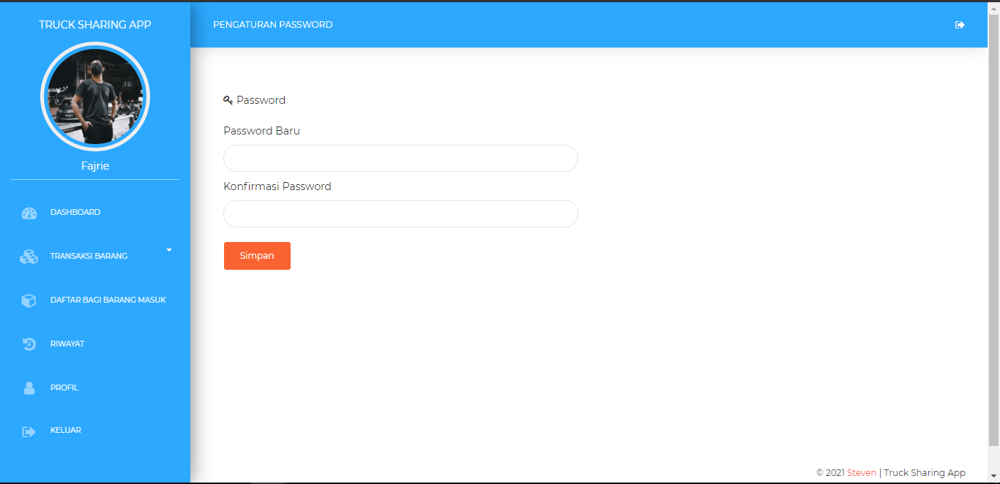 TRUCK SHARING APP
Fajrie
DASHBOARD
TRANSAKSI BARANG
DAFTAR BAGI BARANG MASUK
RIWAYAT
PROFIL
KELUAR
PENGATURAN PASSWORD
Password
Password Baru
Konfirmasi Password
Simpan
© 2021 Steven | Truck Sharing App